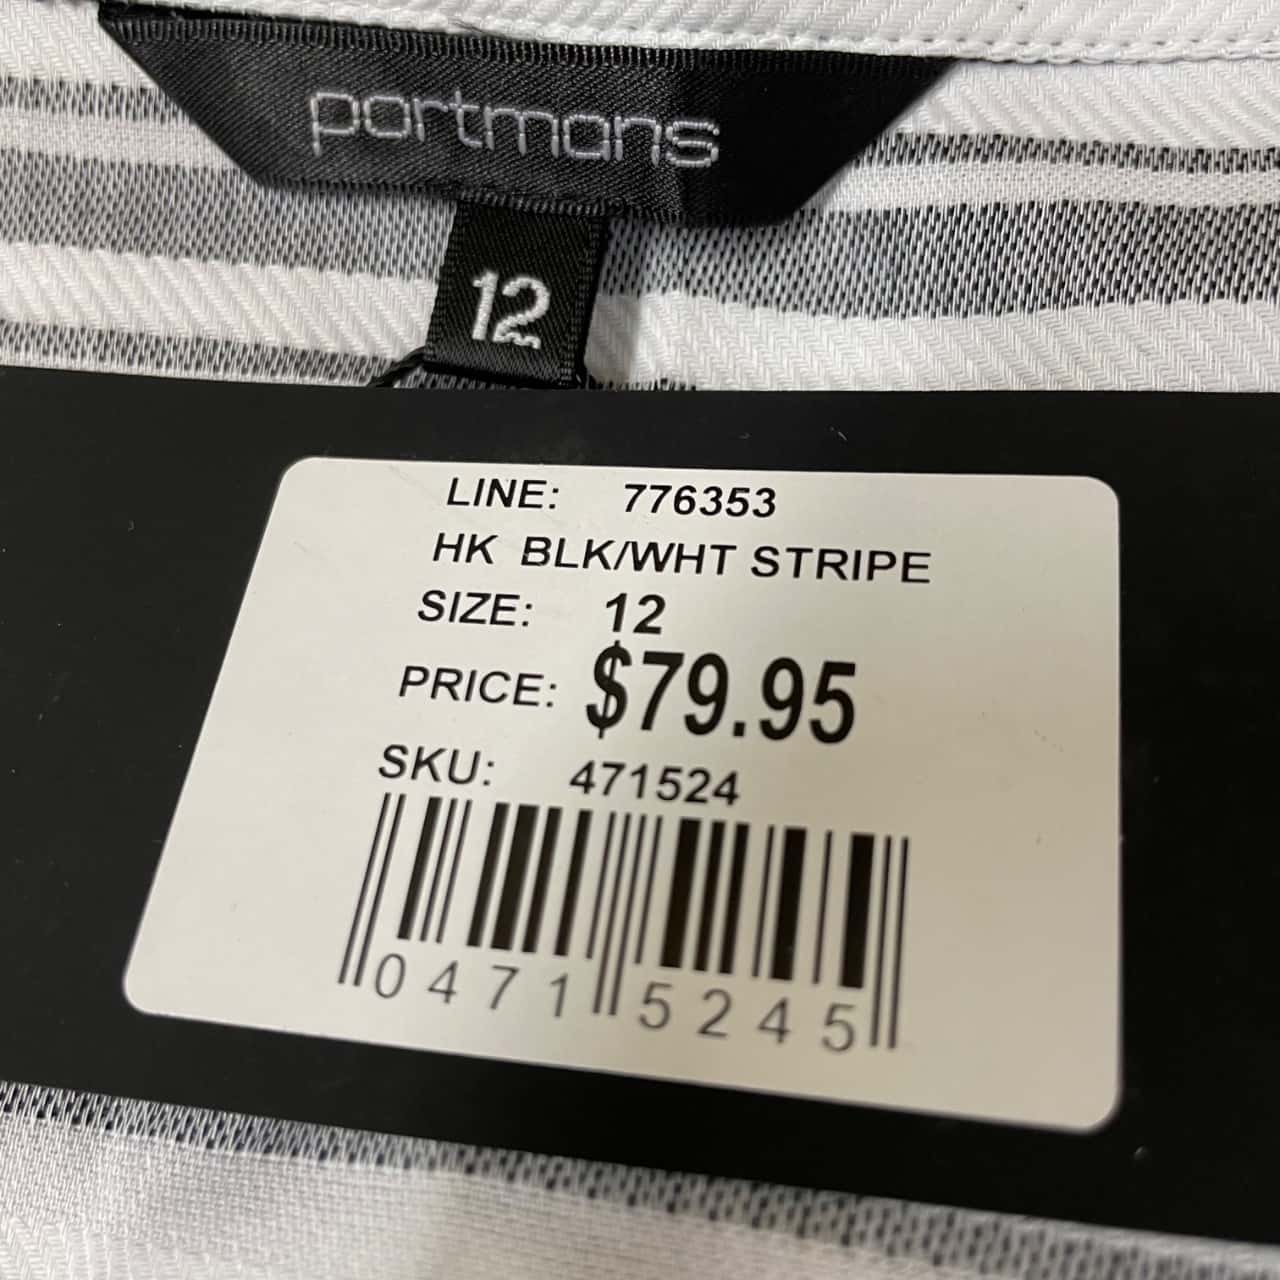 portmans
12
LINE: 776353
HK BLK/WHT STRIPE
SIZE: 12
PRICE: $79.95
SKU: 471524
0471 5245